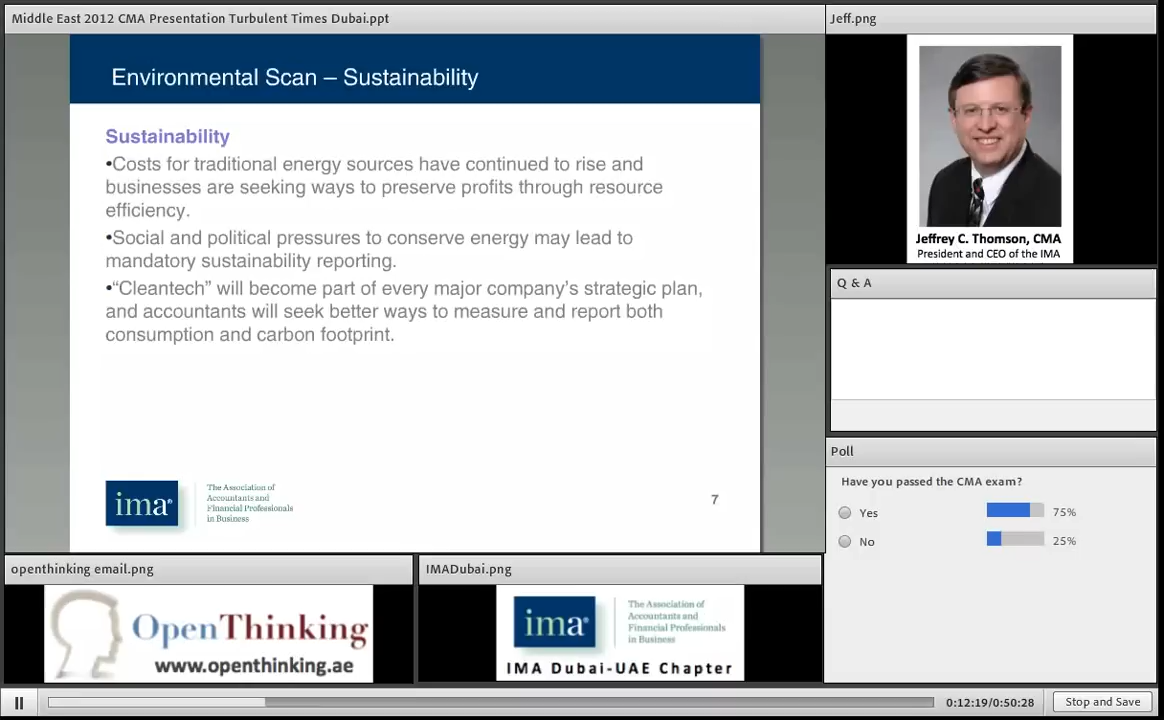 Middle East 2012 CMA Presentation Turbulent Times Dubai.ppt
Environmental Scan – Sustainability
Sustainability
•Costs for traditional energy sources have continued to rise and
businesses are seeking ways to preserve profits through resource
efficiency.
•Social and political pressures to conserve energy may lead to
mandatory sustainability reporting.
•“Cleantech” will become part of every major company’s strategic plan,
and accountants will seek better ways to measure and report both
consumption and carbon footprint.
ima®
The Association of
Accountants and
Financial Professionals
in Business
7
Jeff.png
Jeffrey C. Thomson, CMA
President and CEO of the IMA
Q & A
Poll
Have you passed the CMA exam?
Yes 75%
No 25%
openthinking email.png
OpenThinking
www.openthinking.ae
IMADubai.png
ima®
The Association of
Accountants and
Financial Professionals
in Business
IMA Dubai-UAE Chapter
0:12:19/0:50:28
Stop and Save